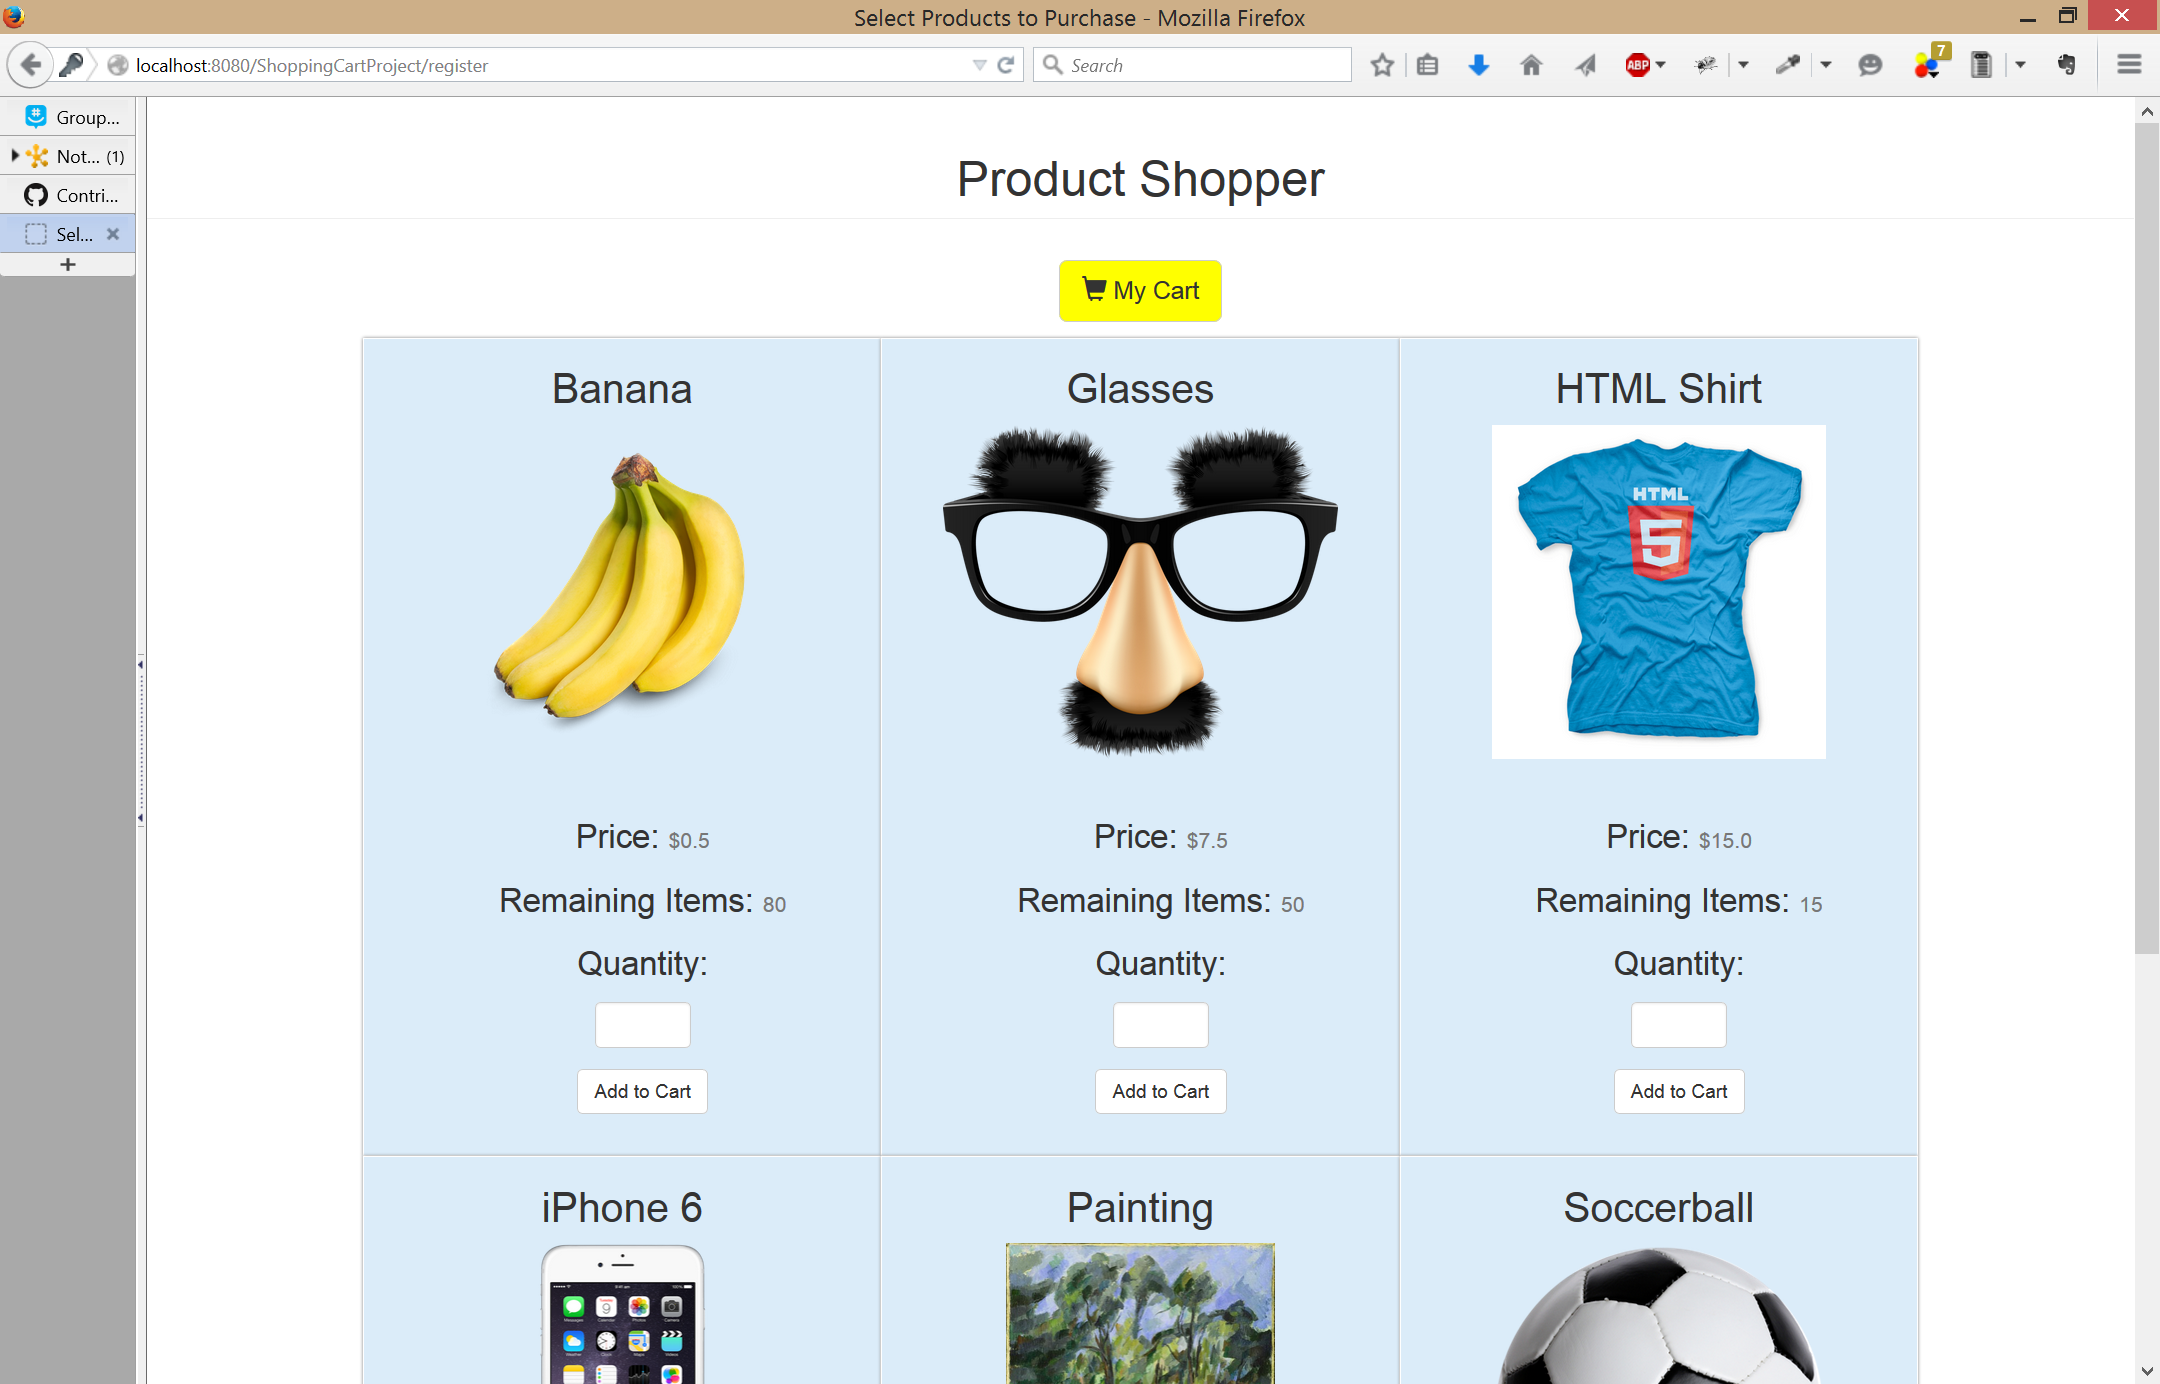 Select Products to Purchase - Mozilla Firefox
localhost:8080/ShoppingCartProject/register
Search
ABP
7
Group...
Not... (1)
Contri...
Sel...
Product Shopper
My Cart
Banana
Glasses
HTML Shirt
HTML
5
Price: $0.5
Price: $7.5
Price: $15.0
Remaining Items: 80
Remaining Items: 50
Remaining Items: 15
Quantity:
Quantity:
Quantity:
Add to Cart
Add to Cart
Add to Cart
iPhone 6
Painting
Soccerball
9